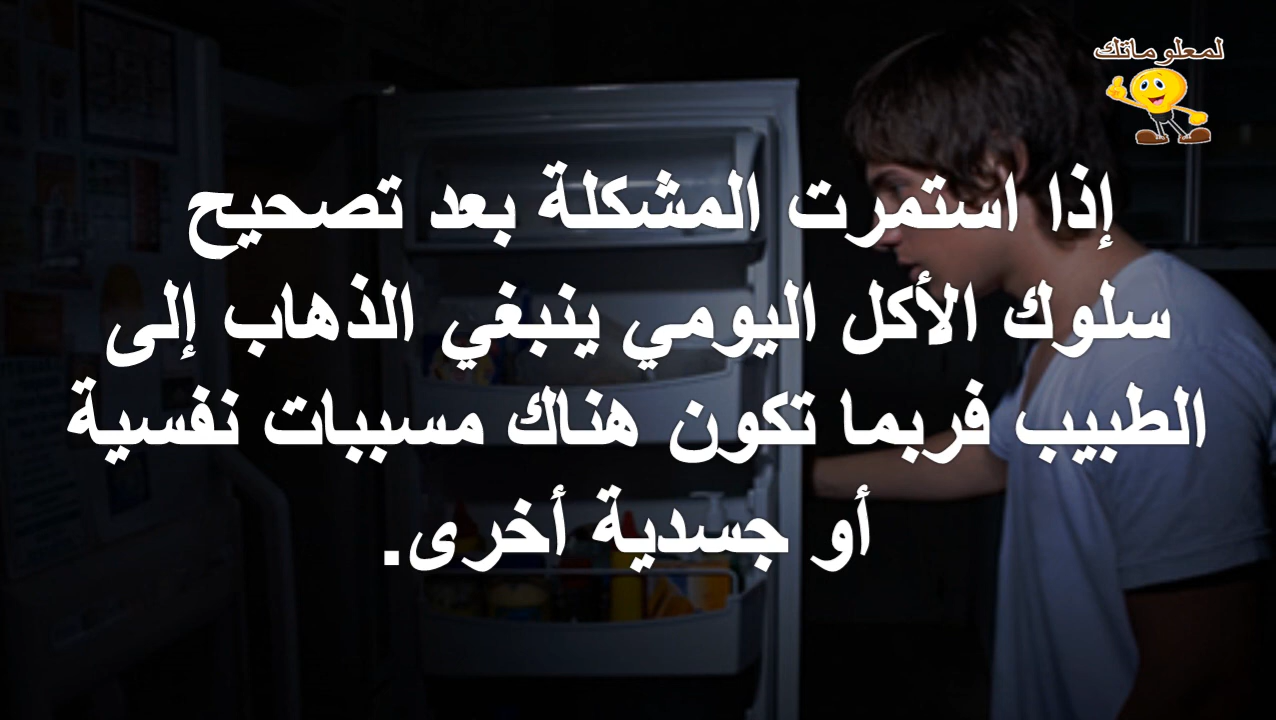 لمعلوماتك
إذا استمرت المشكلة بعد تصحيح
سلوك الأكل اليومي ينبغي الذهاب إلى
الطبيب فربما تكون هناك مسببات نفسية
أو جسدية أخرى.